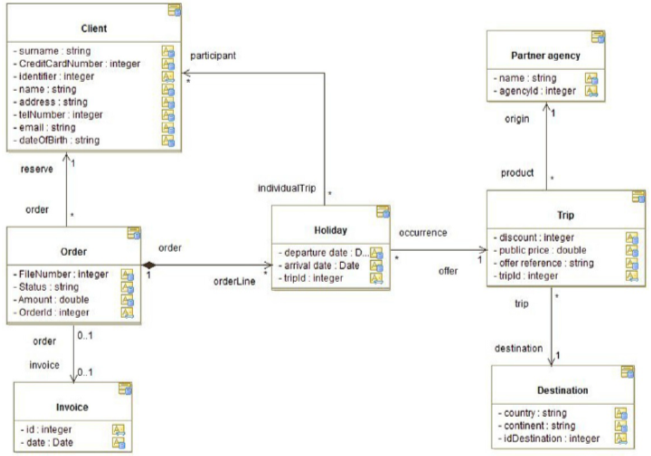 Client
- surname : string
- CreditCardNumber : integer
- identifier : integer
- name : string
- address : string
- telNumber : integer
- email : string
- dateOfBirth : string
participant
*
Partner agency
- name : string
- agencyId : integer
1
origin
reserve
1
product
*
individualTrip
*
order
*
Order
- FileNumber : integer
- Status : string
- Amount : double
- OrderId : integer
order
1
orderLine
*
Holiday
- departure date : D...
- arrival date : Date
- tripId : integer
occurrence
*
offer
1
Trip
- discount : integer
- public price : double
- offer reference : string
- tripId : integer
trip
*
order
0..1
invoice
0..1
destination
1
Invoice
- id : integer
- date : Date
Destination
- country : string
- continent : string
- idDestination : integer